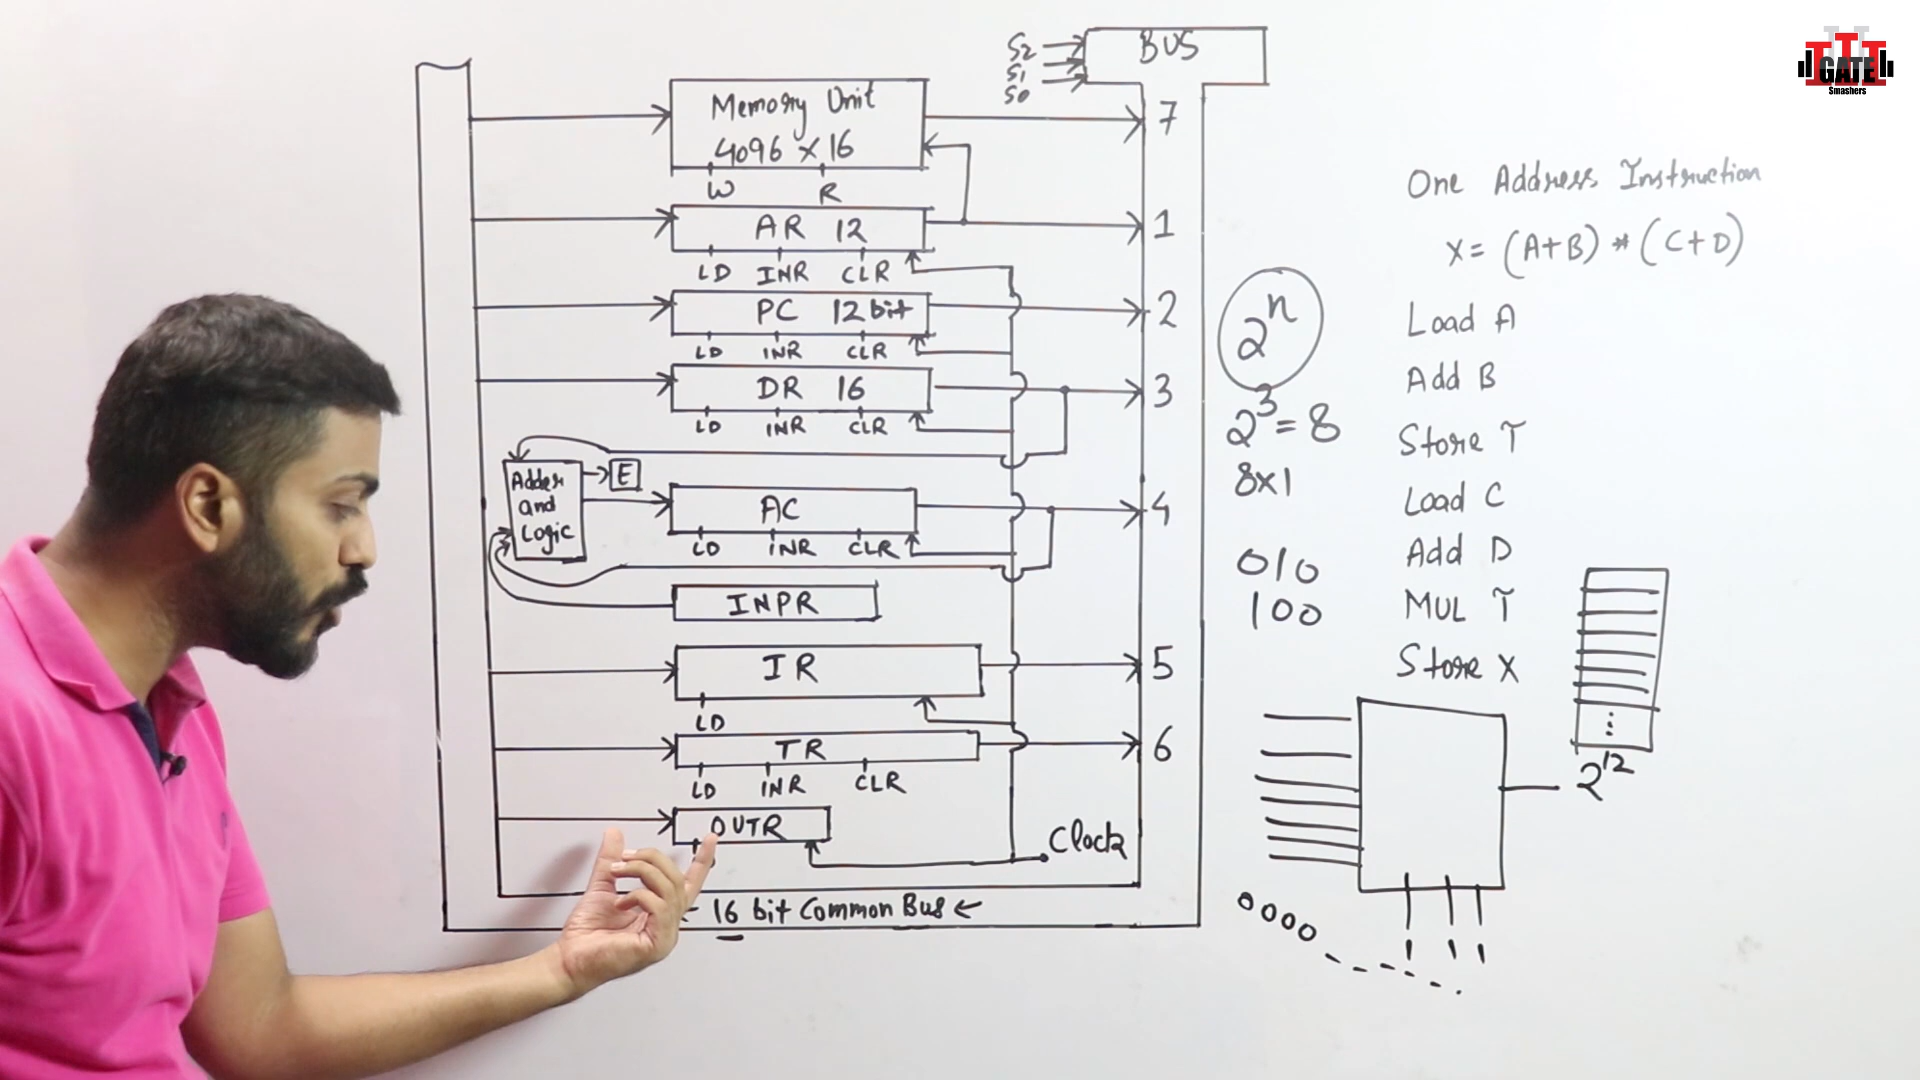 S2
S1
S0
BUS
GATE
Smashers
Memory Unit
4096 X 16
W R
7
AR 12
LD INR CLR
1
PC 12 bit
LD INR CLR
2
DR 16
LD INR CLR
3
Adder
and
Logic
E
AC
LD INR CLR
4
INPR
IR
LD
5
TR
LD INR CLR
6
OUTR
Clock
16 bit Common Bus
2^n
2^3 = 8
8x1
010
100
One Address Instruction
X = (A+B) * (C+D)
Load A
Add B
Store T
Load C
Add D
MUL T
Store X
2^12
0000
1 1 1